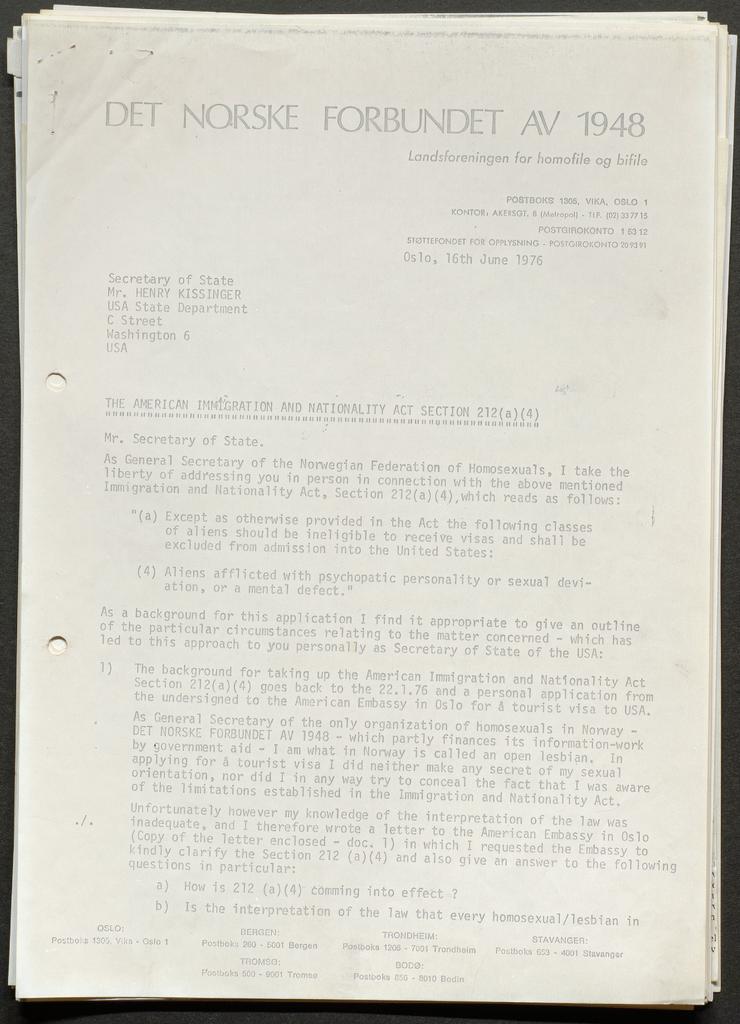 DET NORSKE FORBUNDET AV 1948
Landsforeningen for homofile og bifile
POSTBOKS 1305, VIKA, OSLO 1
KONTOR: AKERSGT. 8 (Metropol) - TLF. (02) 33 77 15
POSTGIROKONTO 1 53 12
STØTTEFONDET FOR OPPLYSNING - POSTGIROKONTO 20 93 91
Oslo, 16th June 1976
Secretary of State
Mr. HENRY KISSINGER
USA State Department
C Street
Washington 6
USA
THE AMERICAN IMMIGRATION AND NATIONALITY ACT SECTION 212(a)(4)
Mr. Secretary of State.
As General Secretary of the Norwegian Federation of Homosexuals, I take the
liberty of addressing you in person in connection with the above mentioned
Immigration and Nationality Act, Section 212(a)(4),which reads as follows:
"(a) Except as otherwise provided in the Act the following classes
of aliens should be ineligible to receive visas and shall be
excluded from admission into the United States:
(4) Aliens afflicted with psychopatic personality or sexual devi-
ation, or a mental defect."
As a background for this application I find it appropriate to give an outline
of the particular circumstances relating to the matter concerned - which has
led to this approach to you personally as Secretary of State of the USA:
1) The background for taking up the American Immigration and Nationality Act
Section 212(a)(4) goes back to the 22.1.76 and a personal application from
the undersigned to the American Embassy in Oslo for å tourist visa to USA.
As General Secretary of the only organization of homosexuals in Norway -
DET NORSKE FORBUNDET AV 1948 - which partly finances its information-work
by government aid - I am what in Norway is called an open lesbian. In
applying for å tourist visa I did neither make any secret of my sexual
orientation, nor did I in any way try to conceal the fact that I was aware
of the limitations established in the Immigration and Nationality Act.
Unfortunately however my knowledge of the interpretation of the law was
./. inadequate, and I therefore wrote a letter to the American Embassy in Oslo
(Copy of the letter enclosed - doc. 1) in which I requested the Embassy to
kindly clarify the Section 212 (a)(4) and also give an answer to the following
questions in particular:
a) How is 212 (a)(4) comming into effect ?
b) Is the interpretation of the law that every homosexual/lesbian in
OSLO: BERGEN: TRONDHEIM: STAVANGER:
Postboks 1305, Vika - Oslo 1 Postboks 260 - 5001 Bergen Postboks 1206 - 7001 Trondheim Postboks 653 - 4001 Stavanger
TROMSØ: BODØ:
Postboks 500 - 9001 Tromsø Postboks 856 - 8010 Bodin